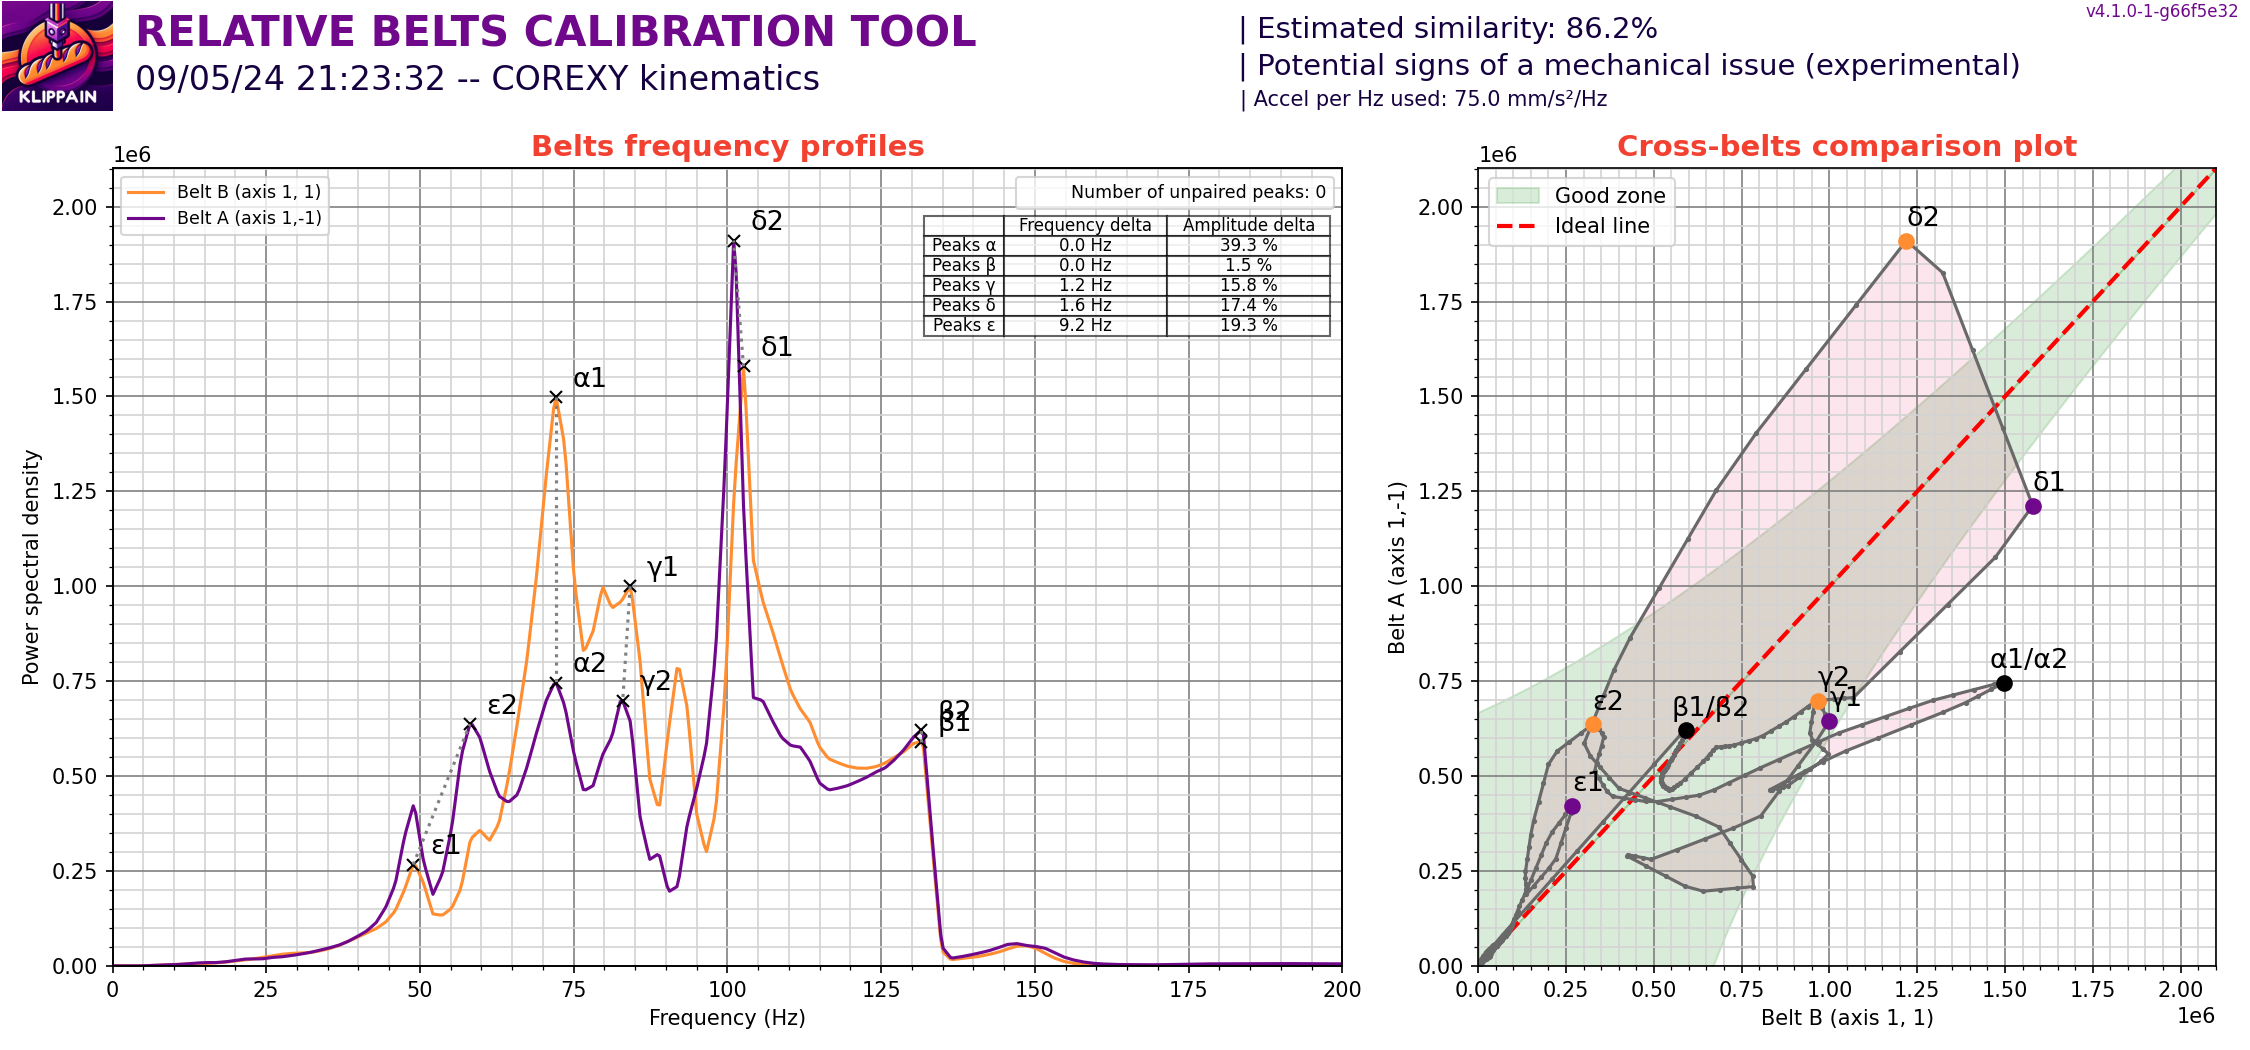 KLIPPAIN
RELATIVE BELTS CALIBRATION TOOL
09/05/24 21:23:32 -- COREXY kinematics
| Estimated similarity: 86.2%
| Potential signs of a mechanical issue (experimental)
| Accel per Hz used: 75.0 mm/s²/Hz
v4.1.0-1-g66f5e32
Belts frequency profiles
1e6
Belt B (axis 1, 1)
Belt A (axis 1,-1)
Number of unpaired peaks: 0
Frequency delta Amplitude delta
Peaks α 0.0 Hz 39.3 %
Peaks β 0.0 Hz 1.5 %
Peaks γ 1.2 Hz 15.8 %
Peaks δ 1.6 Hz 17.4 %
Peaks ε 9.2 Hz 19.3 %
δ2
δ1
α1
γ1
α2
γ2
ε2
β2
β1
ε1
2.00
1.75
1.50
1.25
1.00
0.75
0.50
0.25
0.00
Power spectral density
0 25 50 75 100 125 150 175 200
Frequency (Hz)
Cross-belts comparison plot
1e6
Good zone
Ideal line
δ2
δ1
α1/α2
γ2
γ1
ε2
β1/β2
ε1
2.00
1.75
1.50
1.25
1.00
0.75
0.50
0.25
0.00
Belt A (axis 1,-1)
0.00 0.25 0.50 0.75 1.00 1.25 1.50 1.75 2.00
Belt B (axis 1, 1)
1e6